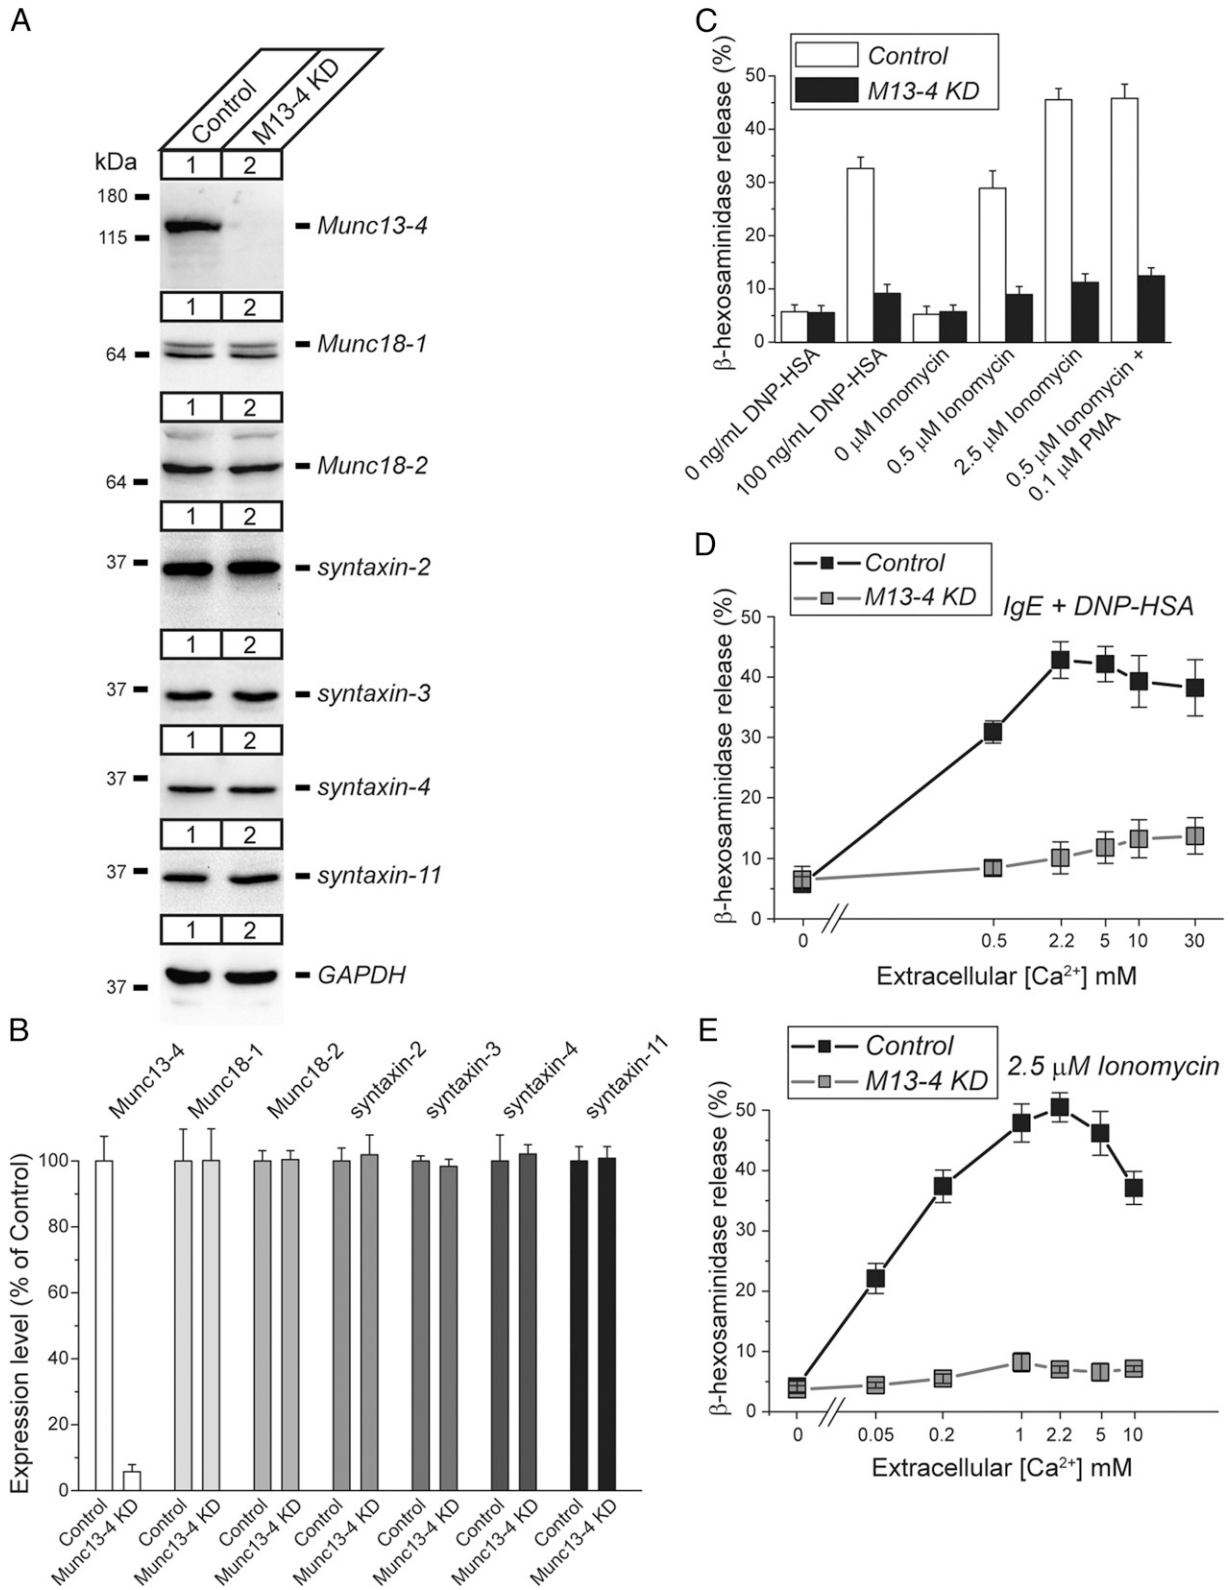 A
Control
M13-4 KD
kDa
1 2
180
115
Munc13-4
1 2
64
Munc18-1
1 2
64
Munc18-2
1 2
37
syntaxin-2
1 2
37
syntaxin-3
1 2
37
syntaxin-4
1 2
37
syntaxin-11
1 2
37
GAPDH
B
Munc13-4
Munc18-1
Munc18-2
syntaxin-2
syntaxin-3
syntaxin-4
syntaxin-11
Expression level (% of Control)
100
80
60
40
20
0
Control
Munc13-4 KD
Control
Munc13-4 KD
Control
Munc13-4 KD
Control
Munc13-4 KD
Control
Munc13-4 KD
Control
Munc13-4 KD
Control
Munc13-4 KD
C
Control
M13-4 KD
β-hexosaminidase release (%)
50
40
30
20
10
0
0 ng/mL DNP-HSA
100 ng/mL DNP-HSA
0 μM Ionomycin
0.5 μM Ionomycin
2.5 μM Ionomycin
0.5 μM Ionomycin +
0.1 μM PMA
D
Control
M13-4 KD
IgE + DNP-HSA
β-hexosaminidase release (%)
50
40
30
20
10
0
0 0.5 2.2 5 10 30
Extracellular [Ca²⁺] mM
E
Control
M13-4 KD
2.5 μM Ionomycin
β-hexosaminidase release (%)
50
40
30
20
10
0
0 0.05 0.2 1 2.2 5 10
Extracellular [Ca²⁺] mM